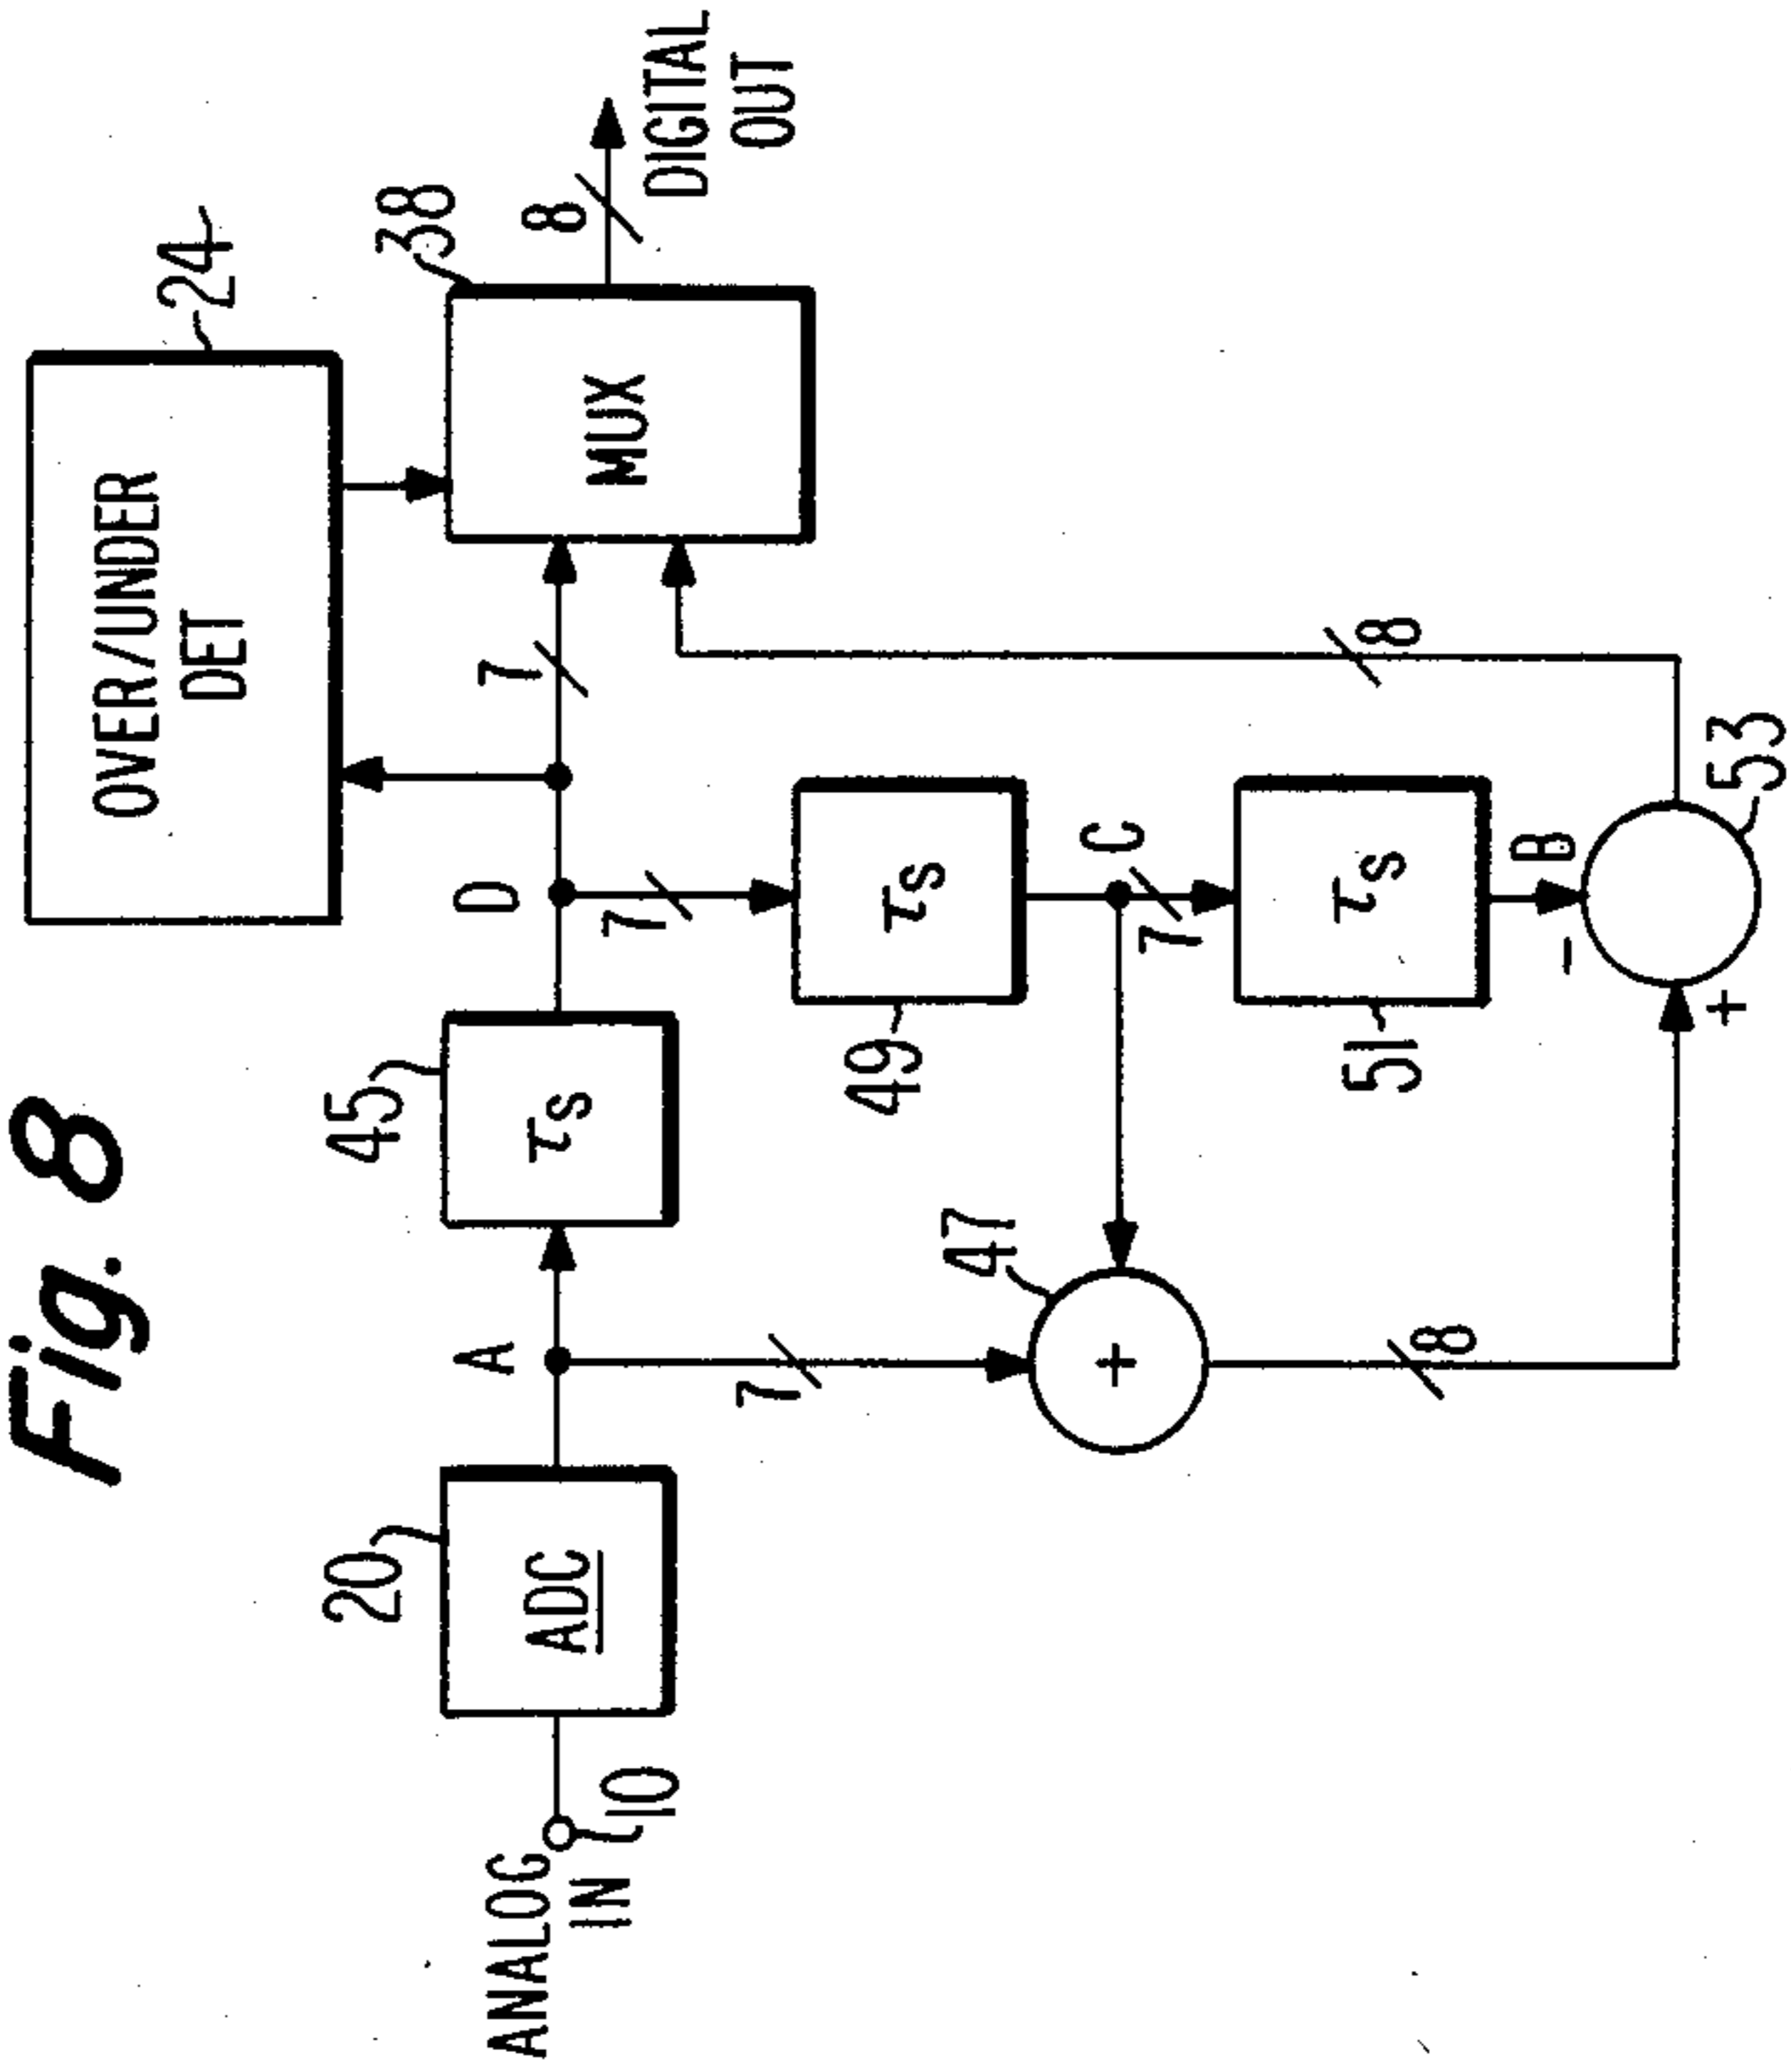 Fig. 8
OVER/UNDER
DET
24
ANALOG
IN
10
20
ADC
A
45
τs
D
7
MUX
38
8
DIGITAL
OUT
7
47
+
7
49
τs
C
7
51
τs
B
-
+
53
8
8